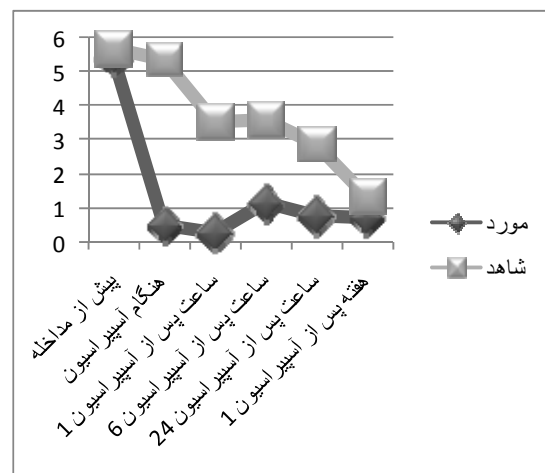 6
5
4
3
2
1
0
پیش از مداخله
هنگام آسپیراسیون
1 ساعت پس از آسپیراسیون
6 ساعت پس از آسپیراسیون
24 ساعت پس از آسپیراسیون
1 هفته پس از آسپیراسیون
مورد
شاهد